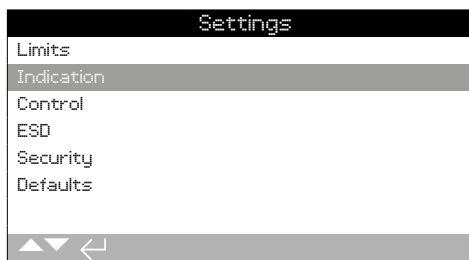 Settings
Limits
Indication
Control
ESD
Security
Defaults